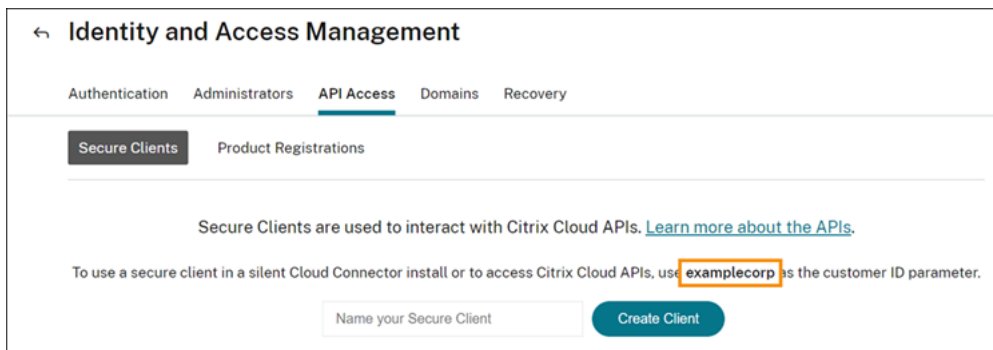 Identity and Access Management
Authentication Administrators API Access Domains Recovery
Secure Clients Product Registrations
Secure Clients are used to interact with Citrix Cloud APIs. Learn more about the APIs.
To use a secure client in a silent Cloud Connector install or to access Citrix Cloud APIs, use examplecorp as the customer ID parameter.
Name your Secure Client Create Client